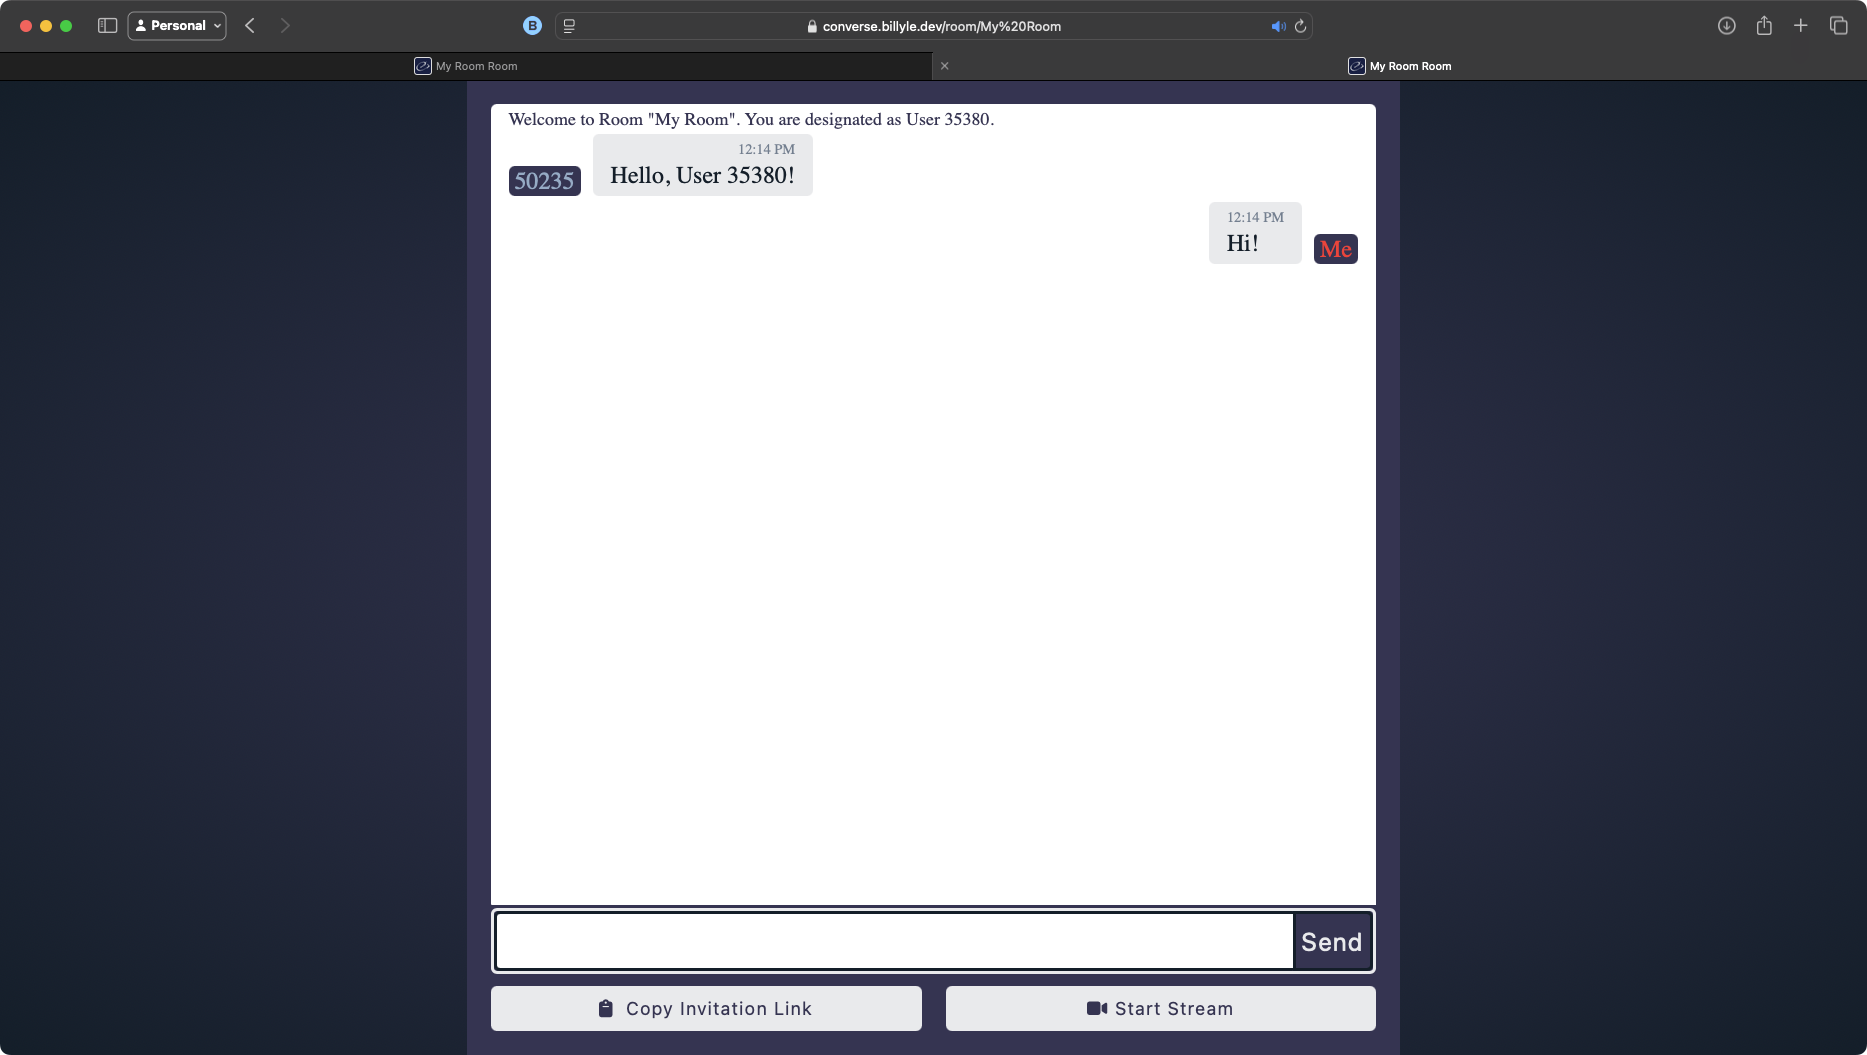 Personal
B
converse.billyle.dev/room/My%20Room
My Room Room
My Room Room
Welcome to Room "My Room". You are designated as User 35380.
12:14 PM
50235
Hello, User 35380!
12:14 PM
Hi!
Me
Send
Copy Invitation Link
Start Stream